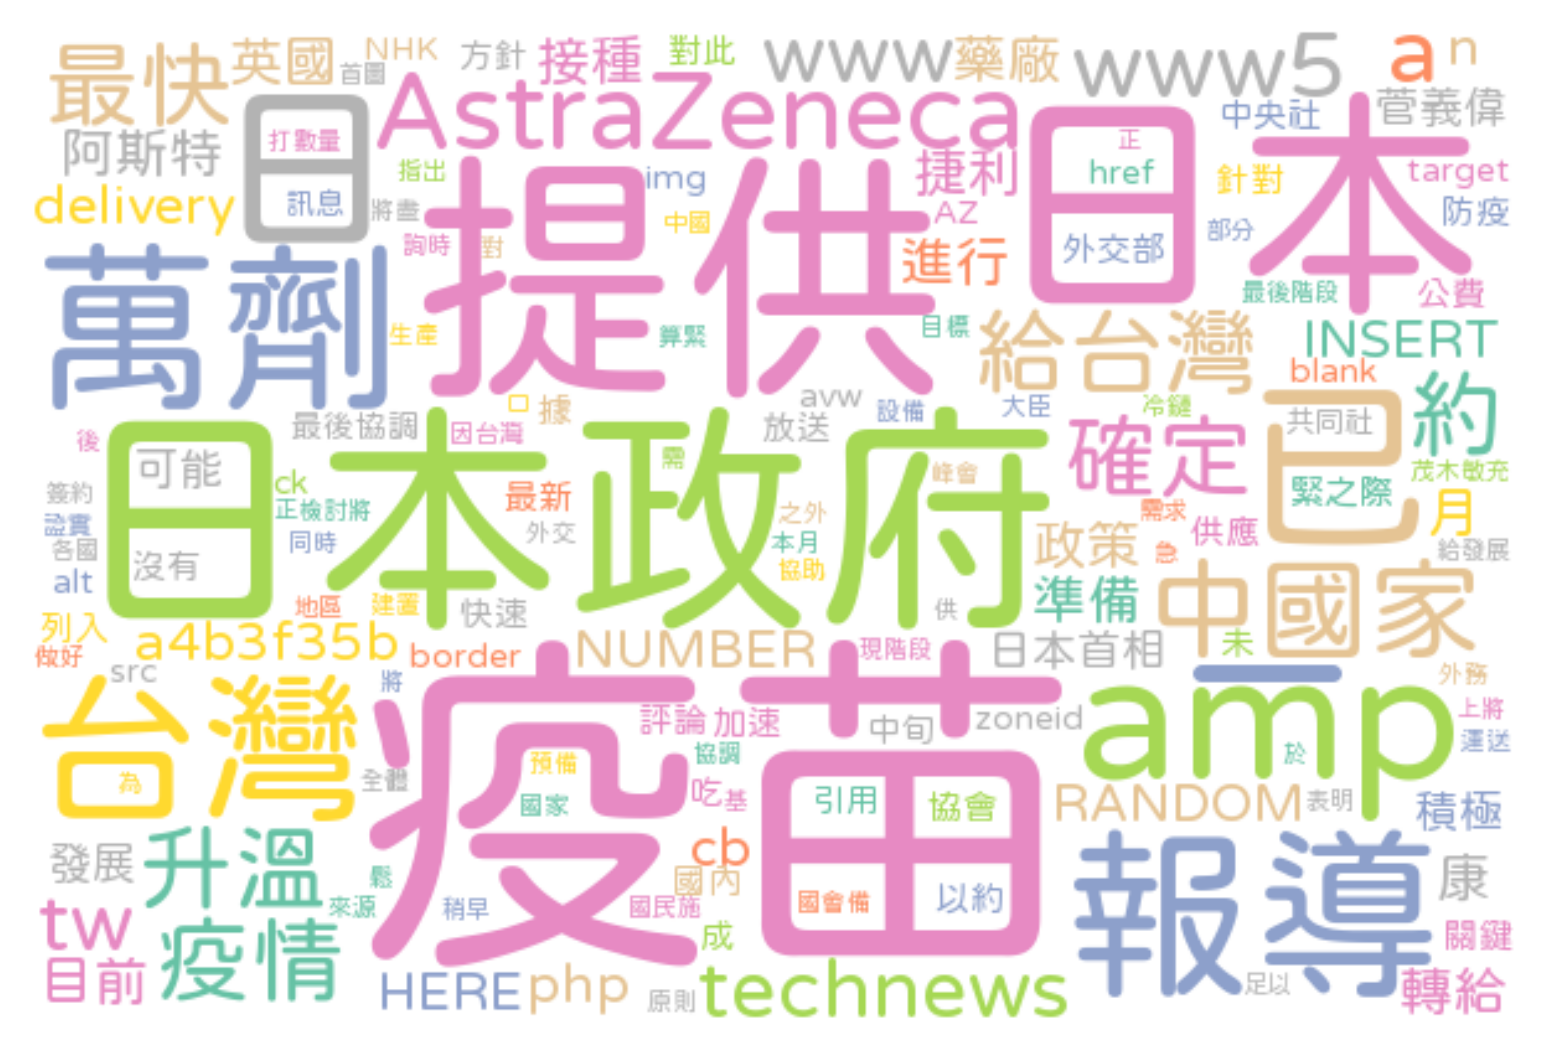 最快
英國
首圖
NHK
方針
接種
對此
www
藥廠
www5
a
n
阿斯特
日
打數量
訊息
AstraZeneca
日本
正
href
中央社
菅義偉
delivery
將盡
指出
提供
img
中國
捷利
AZ
進行
外交部
針對
部分
target
防疫
詢時
對
萬劑
生產
算緊
目標
給台灣
最後階段
公費
INSERT
blank
後
最後協調
因台灣
口
據
avw
放送
設備
大臣
冷鏈
確定
已
共同社
緊之際
約
茂木敏充
月
簽約
證實
各國
alt
日本政府
可能
沒有
ck
正檢討將
同時
最新
外交
需
之外
本月
協助
峰會
政策
需求
急
供應
給發展
地區
建置
快速
供
準備
中國家
未
列入
做好
a4b3f35b
border
NUMBER
現階段
日本首相
一
外務
src
將
台灣
為
全體
疫苗
預備
國家
評論
加速
協調
吃
基
中旬
zoneid
amp
於
上將
運送
引用
協會
國會備
以約
RANDOM
表明
積極
發展
升溫
鬆
來源
cb
國內
稍早
國民施
成
報導
康
關鍵
tw
目前
疫情
HERE
php
原則
technews
足以
轉給